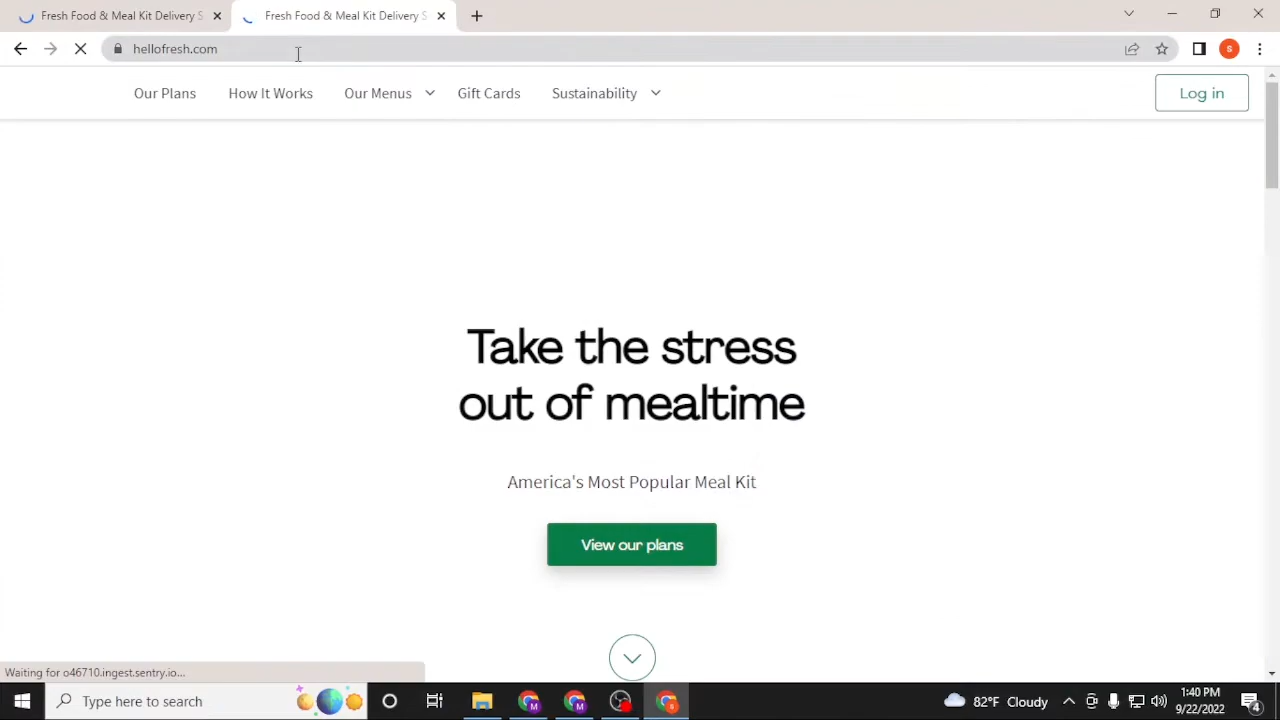 Fresh Food & Meal Kit Delivery S
Fresh Food & Meal Kit Delivery S
hellofresh.com
S
Our Plans
How It Works
Our Menus
Gift Cards
Sustainability
Log in
Take the stress
out of mealtime
America's Most Popular Meal Kit
View our plans
Waiting for o46710.ingest.sentry.io...
Type here to search
M
M
S
82°F Cloudy
1:40 PM
9/22/2022
4